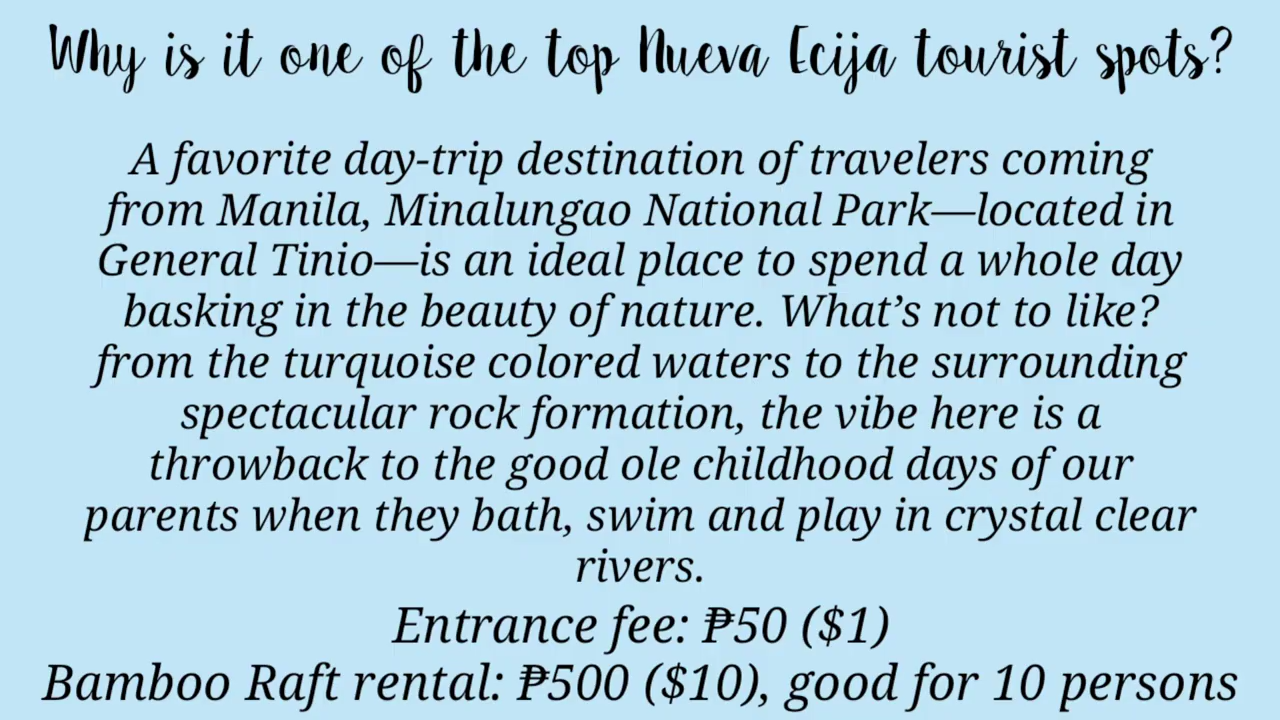 Why is it one of the top Nueva Ecija tourist spots?
A favorite day-trip destination of travelers coming
from Manila, Minalungao National Park—located in
General Tinio—is an ideal place to spend a whole day
basking in the beauty of nature. What’s not to like?
from the turquoise colored waters to the surrounding
spectacular rock formation, the vibe here is a
throwback to the good ole childhood days of our
parents when they bath, swim and play in crystal clear
rivers.
Entrance fee: ₱50 ($1)
Bamboo Raft rental: ₱500 ($10), good for 10 persons